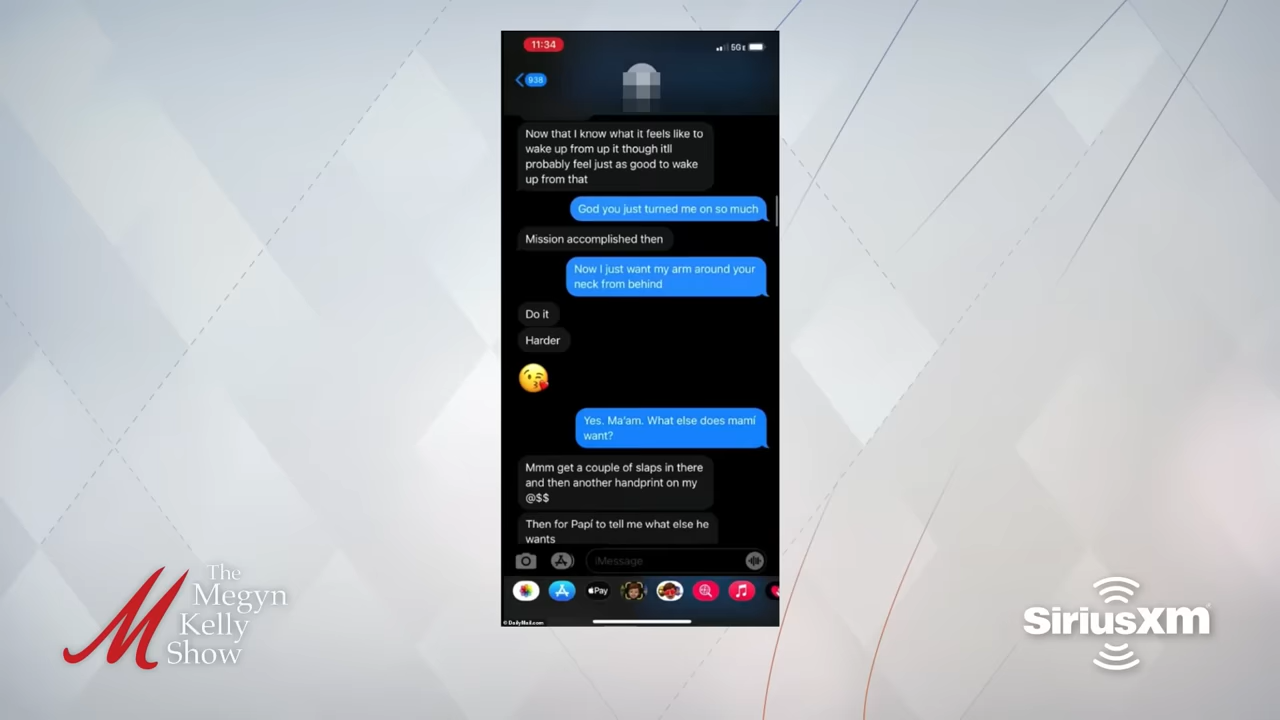 11:34
5G E
938
Now that I know what it feels like to
wake up from up it though itll
probably feel just as good to wake
up from that
God you just turned me on so much
Mission accomplished then
Now I just want my arm around your
neck from behind
Do it
Harder
Yes. Ma'am. What else does mamí
want?
Mmm get a couple of slaps in there
and then another handprint on my
@$$
Then for Papí to tell me what else he
wants
iMessage
Pay
© DailyMail.com
The
Megyn
Kelly
Show
SiriusXm